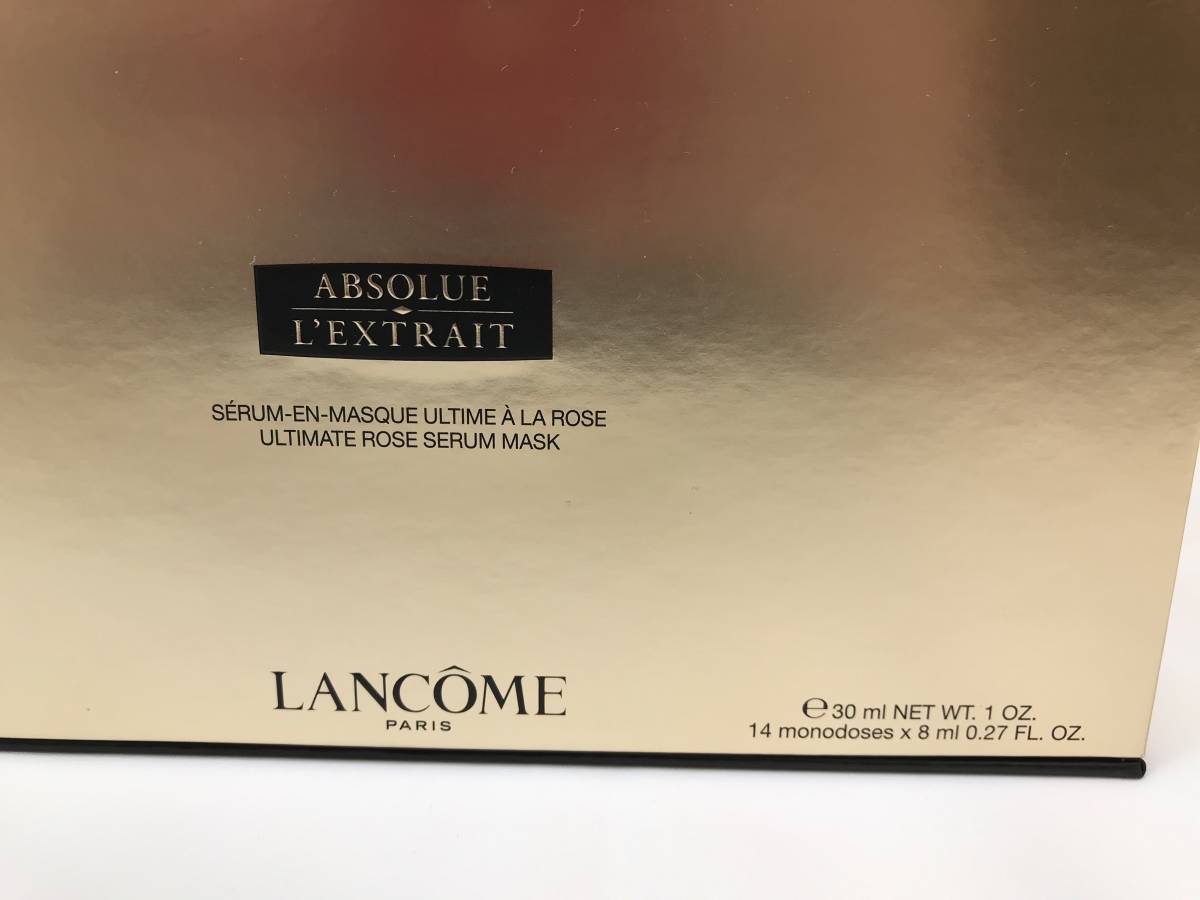 ABSOLUE
L'EXTRAIT
SÉRUM-EN-MASQUE ULTIME À LA ROSE
ULTIMATE ROSE SERUM MASK
LANCÔME
PARIS
℮ 30 ml NET WT. 1 OZ.
14 monodoses x 8 ml 0.27 FL. OZ.